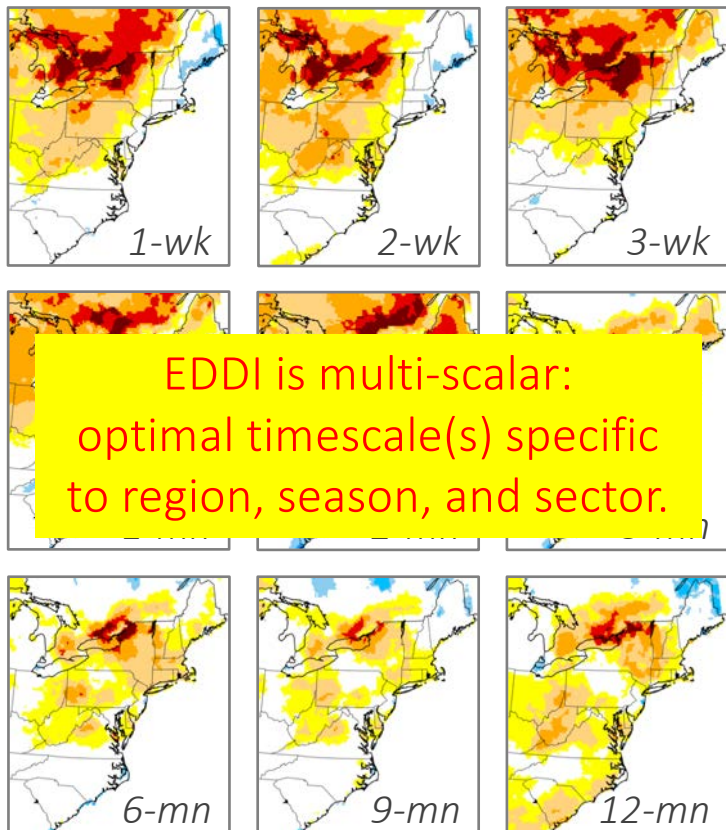 1-wk
2-wk
3-wk
EDDI is multi-scalar:
optimal timescale(s) specific
to region, season, and sector.
6-mn
9-mn
12-mn